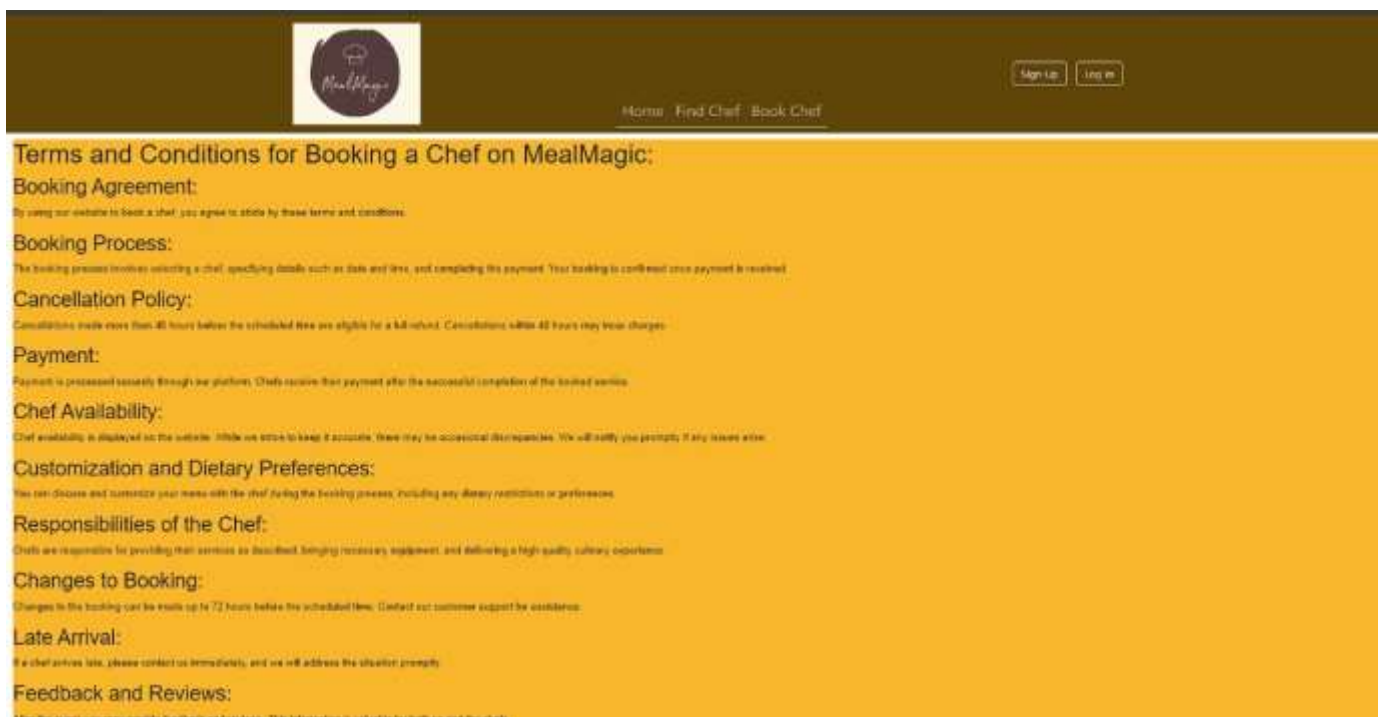 MealMagic
Sign Up Log in
Home Find Chef Book Chef
Terms and Conditions for Booking a Chef on MealMagic:
Booking Agreement:
By using our website to book a chef, you agree to abide by these terms and conditions.
Booking Process:
The booking process involves selecting a chef, specifying details such as date and time, and completing the payment. Your booking is confirmed once payment is received.
Cancellation Policy:
Cancellations made more than 48 hours before the scheduled time are eligible for a full refund. Cancellations within 48 hours may incur charges.
Payment:
Payment is processed securely through our platform. Chefs receive their payment after the successful completion of the booked service.
Chef Availability:
Chef availability is displayed on the website. While we strive to keep it accurate, there may be occasional discrepancies. We will notify you promptly if any issues arise.
Customization and Dietary Preferences:
You can discuss and customize your menu with the chef during the booking process, including any dietary restrictions or preferences.
Responsibilities of the Chef:
Chefs are responsible for providing their services as described, bringing necessary equipment, and delivering a high-quality culinary experience.
Changes to Booking:
Changes to the booking can be made up to 72 hours before the scheduled time. Contact our customer support for assistance.
Late Arrival:
If a chef arrives late, please contact us immediately, and we will address the situation promptly.
Feedback and Reviews: